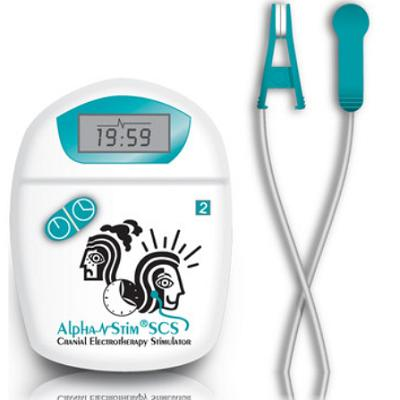 19:59
2
Alpha-Stim® SCS
Cranial Electrotherapy Stimulator